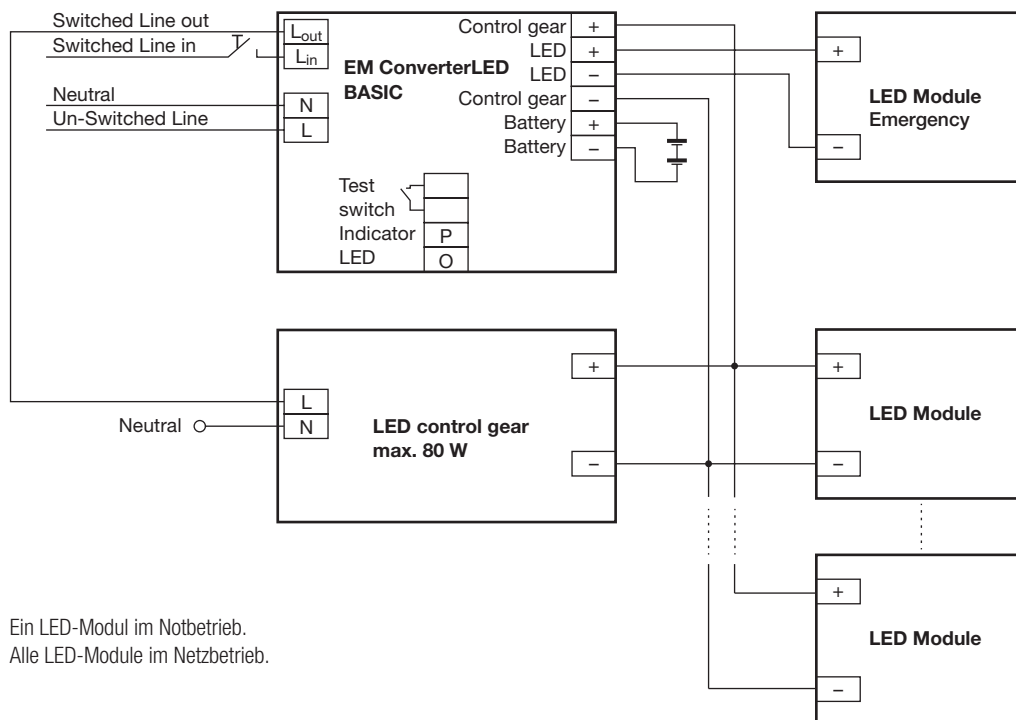 Switched Line out
Switched Line in
Neutral
Un-Switched Line
Lout
Lin
N
L
EM ConverterLED
BASIC
Control gear +
LED +
LED –
Control gear –
Battery +
Battery –
Test
switch
Indicator P
LED O
+
LED Module
Emergency
–
L
N
Neutral
LED control gear
max. 80 W
+
–
+
LED Module
–
+
LED Module
–
Ein LED-Modul im Notbetrieb.
Alle LED-Module im Netzbetrieb.